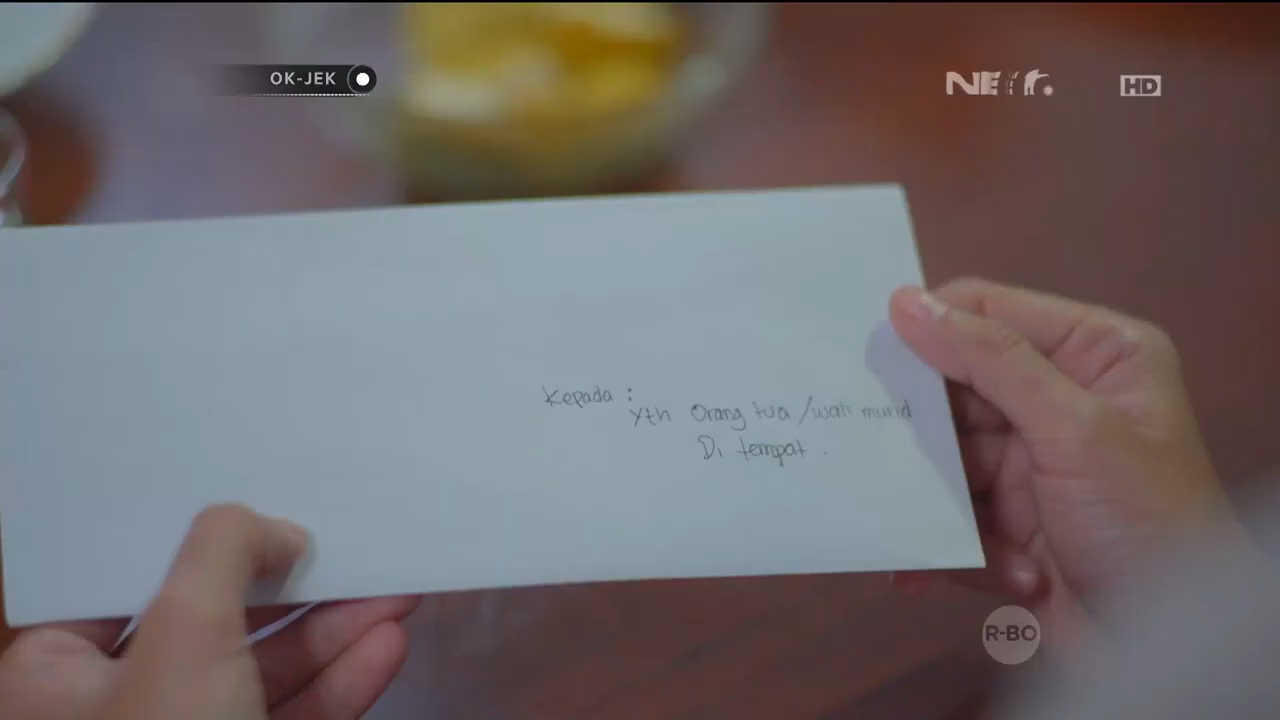 OK-JEK
NET.
HD
Kepada :
Yth Orang tua / wali murid
Di tempat .
R-BO